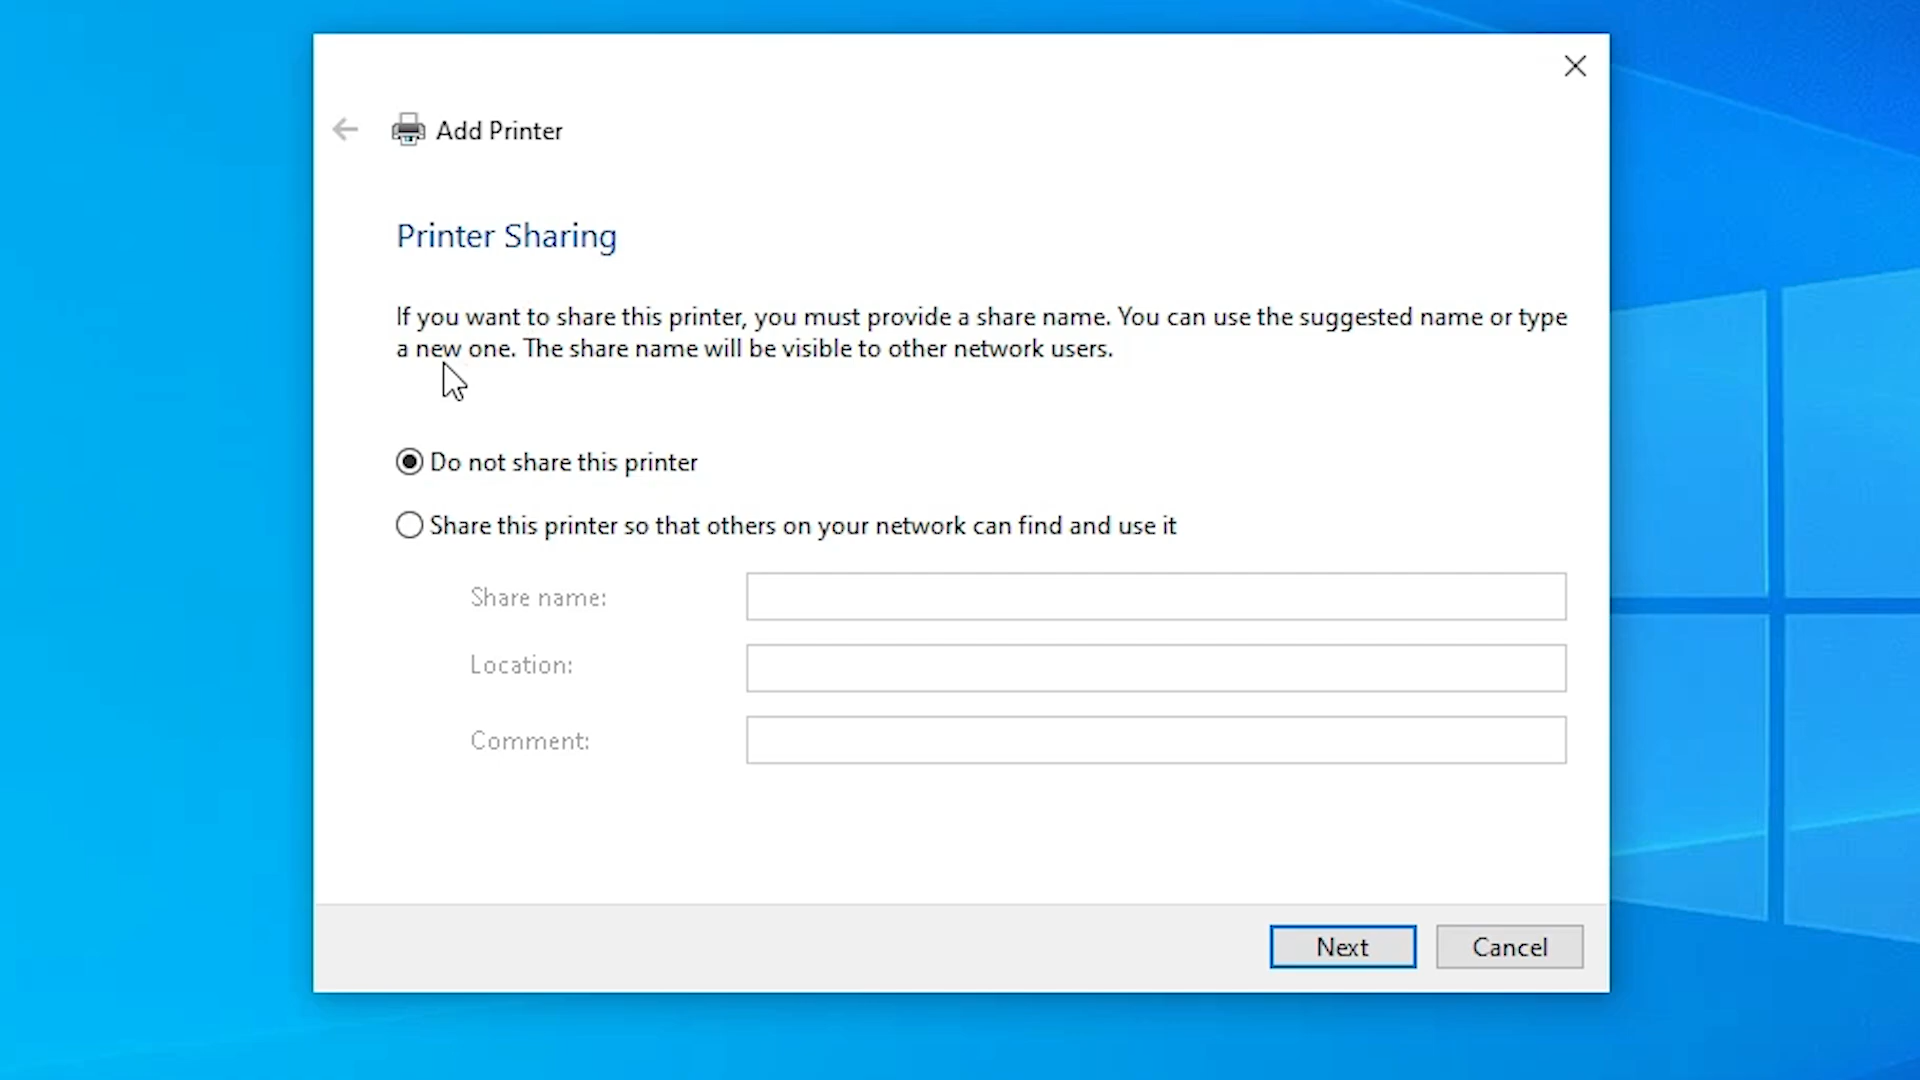 Add Printer
Printer Sharing
If you want to share this printer, you must provide a share name. You can use the suggested name or type
a new one. The share name will be visible to other network users.
Do not share this printer
Share this printer so that others on your network can find and use it
Share name:
Location:
Comment:
Next
Cancel